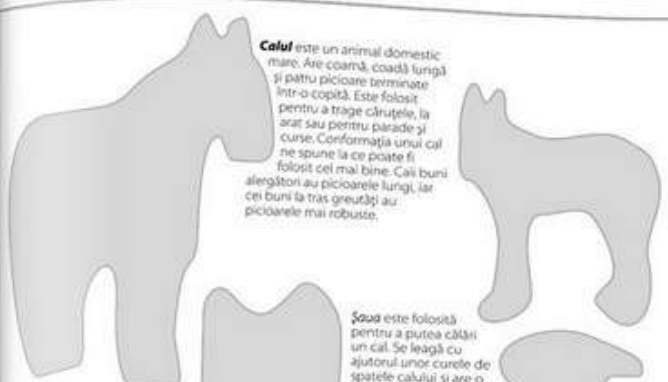 Calul este un animal domestic
mare. Are coamă, coadă lungă
și patru picioare terminate
într-o copită. Este folosit
pentru a trage căruțele, la
arat sau pentru parade și
curse. Conformația unui cal
ne spune la ce poate fi
folosit cel mai bine. Caii buni
alergători au picioarele lungi, iar
cei buni la tras greutăți au
picioarele mai robuste.
Șaua este folosită
pentru a putea călări
un cal. Se leagă cu
ajutorul unor curele de
spatele calului și are o